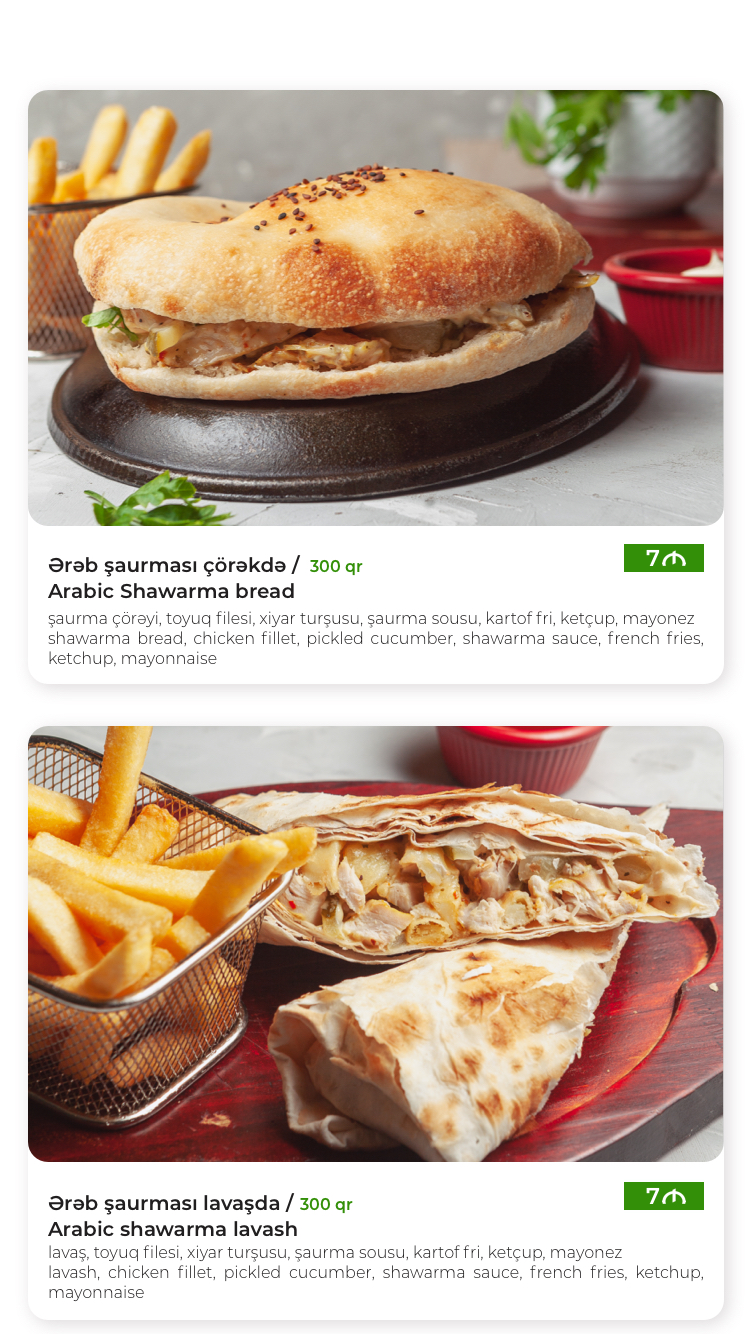 Ərəb şaurması çörəkdə / 300 qr
7₼
Arabic Shawarma bread
şaurma çörəyi, toyuq filesi, xiyar turşusu, şaurma sousu, kartof fri, ketçup, mayonez
shawarma bread, chicken fillet, pickled cucumber, shawarma sauce, french fries,
ketchup, mayonnaise
Ərəb şaurması lavaşda / 300 qr
7₼
Arabic shawarma lavash
lavaş, toyuq filesi, xiyar turşusu, şaurma sousu, kartof fri, ketçup, mayonez
lavash, chicken fillet, pickled cucumber, shawarma sauce, french fries, ketchup,
mayonnaise